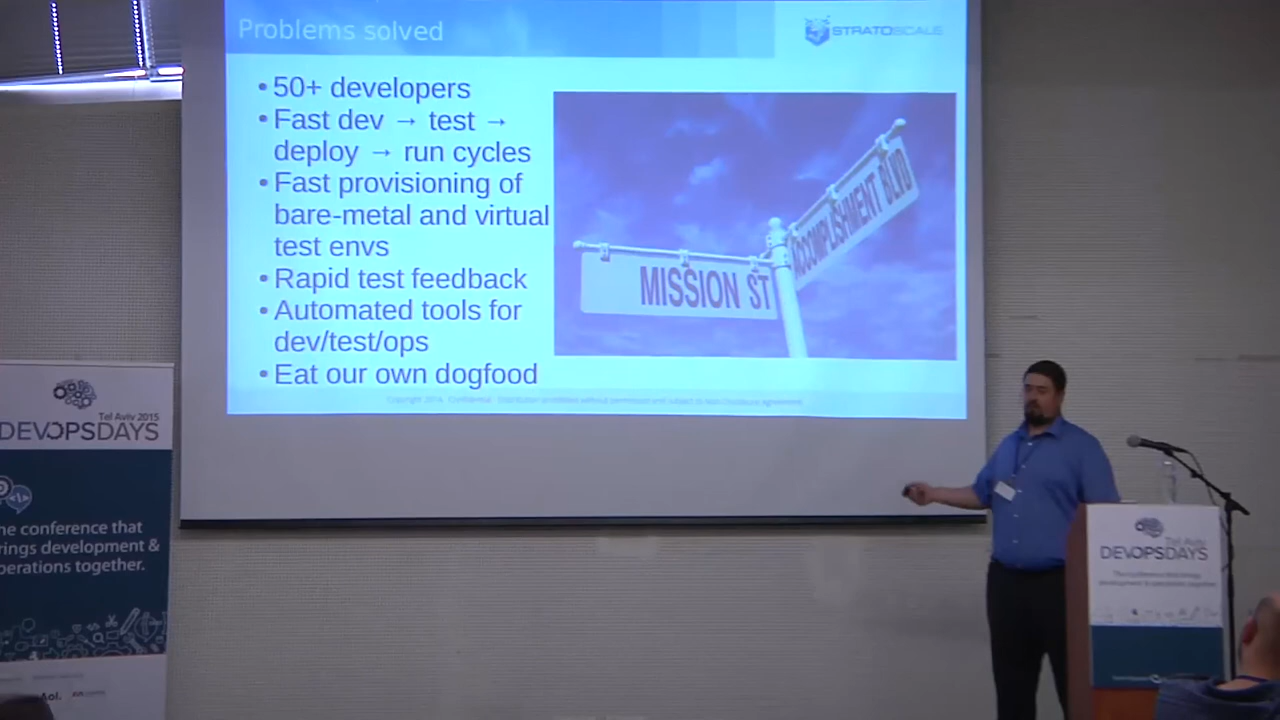 Problems solved
STRATOSCALE
• 50+ developers
• Fast dev → test →
deploy → run cycles
• Fast provisioning of
bare-metal and virtual
test envs
• Rapid test feedback
• Automated tools for
dev/test/ops
• Eat our own dogfood
MISSION ST
ACCOMPLISHMENT BLVD
Tel Aviv 2015
DEVOPSDAYS
he conference that
rings development &
perations together.
Aol.
Tel Aviv
DEVOPSDAYS